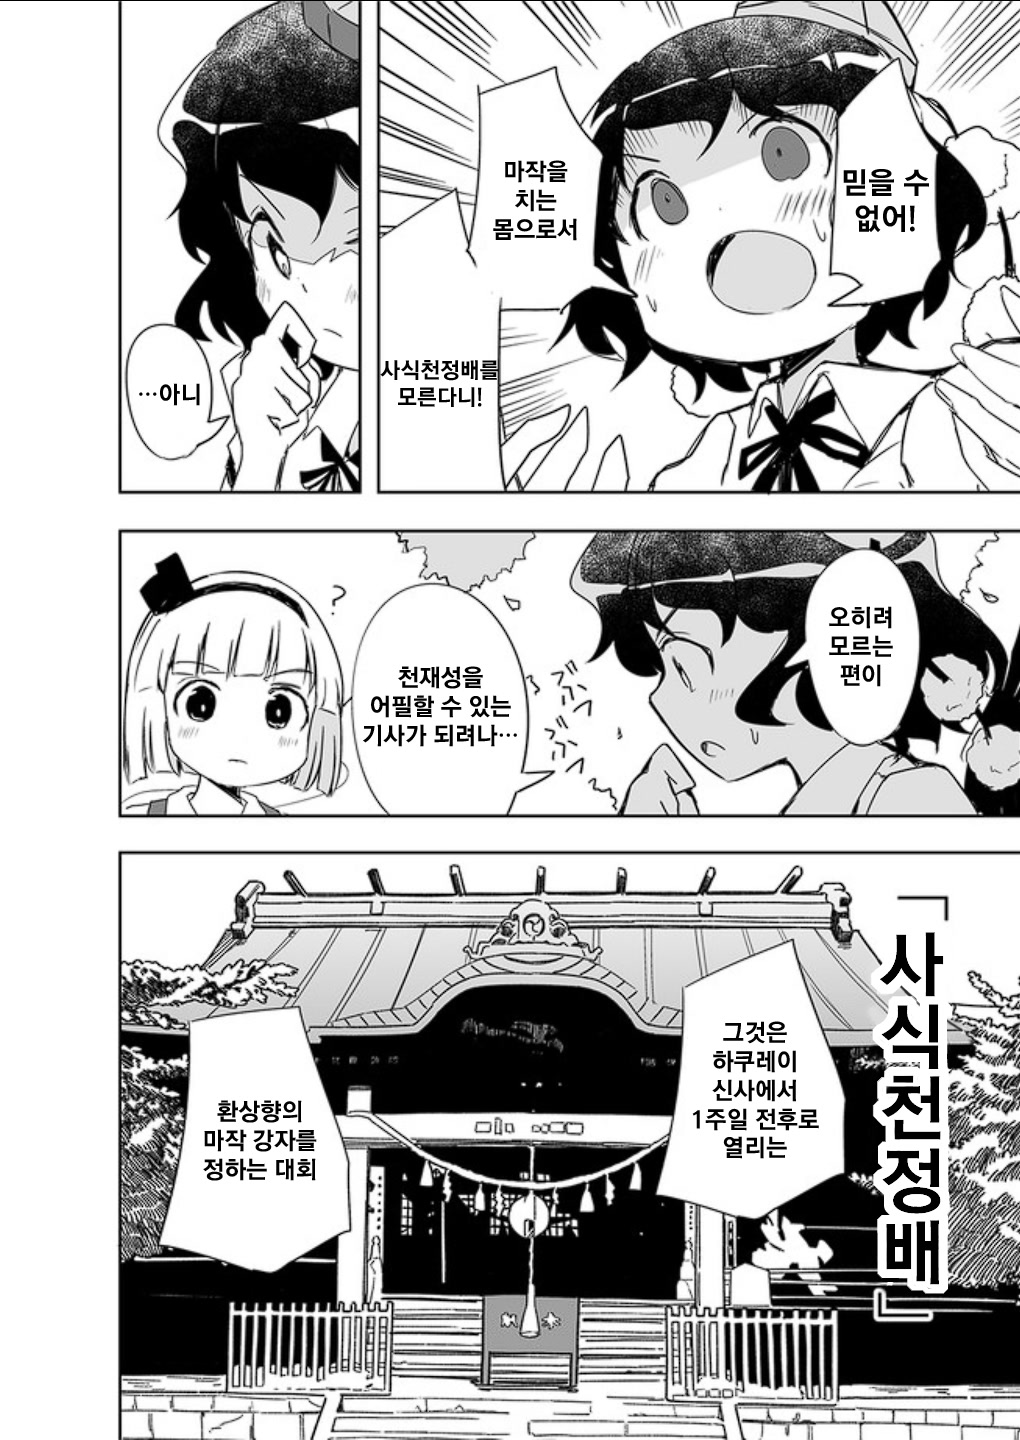 믿을 수
없어!
마작을
치는
몸으로서
사식천정배를
모른다니!
…아니
오히려
모르는
편이
천재성을
어필할 수 있는
기사가 되려나…
?
「사식천정배」
그것은
하쿠레이
신사에서
1주일 전후로
열리는
환상향의
마작 강자를
정하는 대회